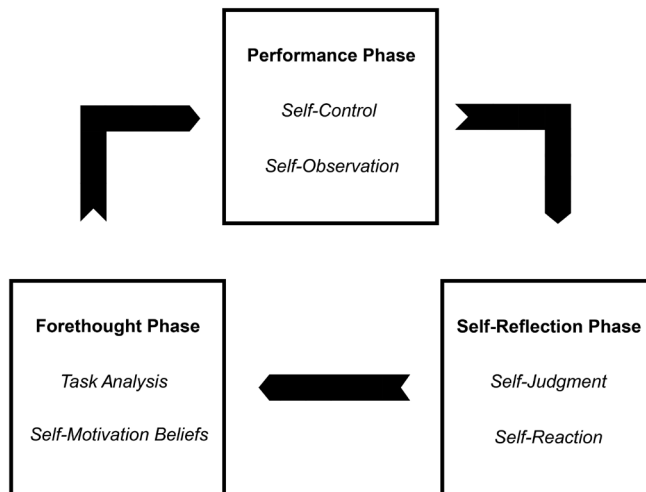 Performance Phase
Self-Control
Self-Observation
Forethought Phase
Task Analysis
Self-Motivation Beliefs
Self-Reflection Phase
Self-Judgment
Self-Reaction